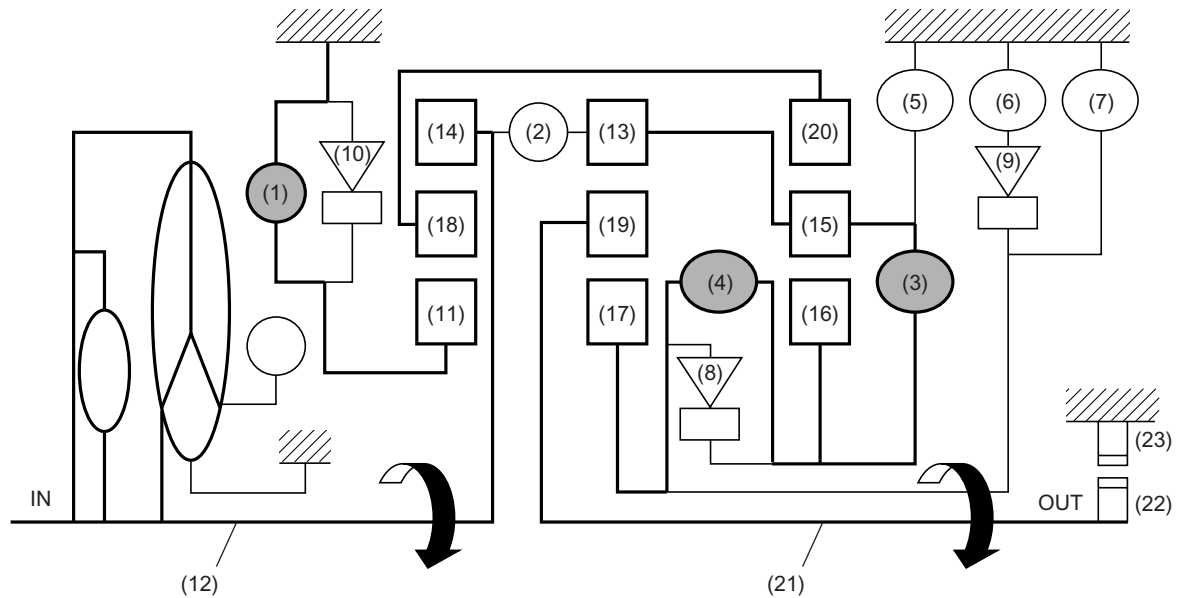 (5) (6) (7)
(14) (2) (13) (20)
(10) (9)
(1)
(18) (19) (15)
(4) (3)
(11) (17) (16)
(8)
(23)
IN OUT (22)
(12) (21)